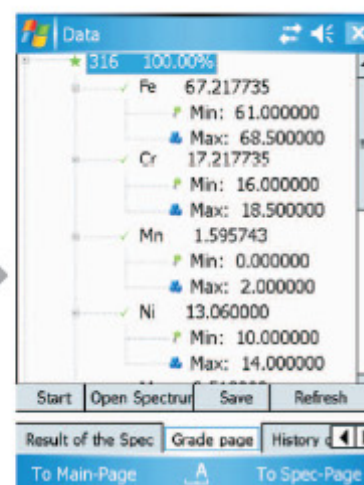 Data
316 100.00%
Fe 67.217735
Min: 61.000000
Max: 68.500000
Cr 17.217735
Min: 16.000000
Max: 18.500000
Mn 1.595743
Min: 0.000000
Max: 2.000000
Ni 13.060000
Min: 10.000000
Max: 14.000000
Start Open Spectrur Save Refresh
Result of the Spec Grade page History
To Main-Page A To Spec-Page